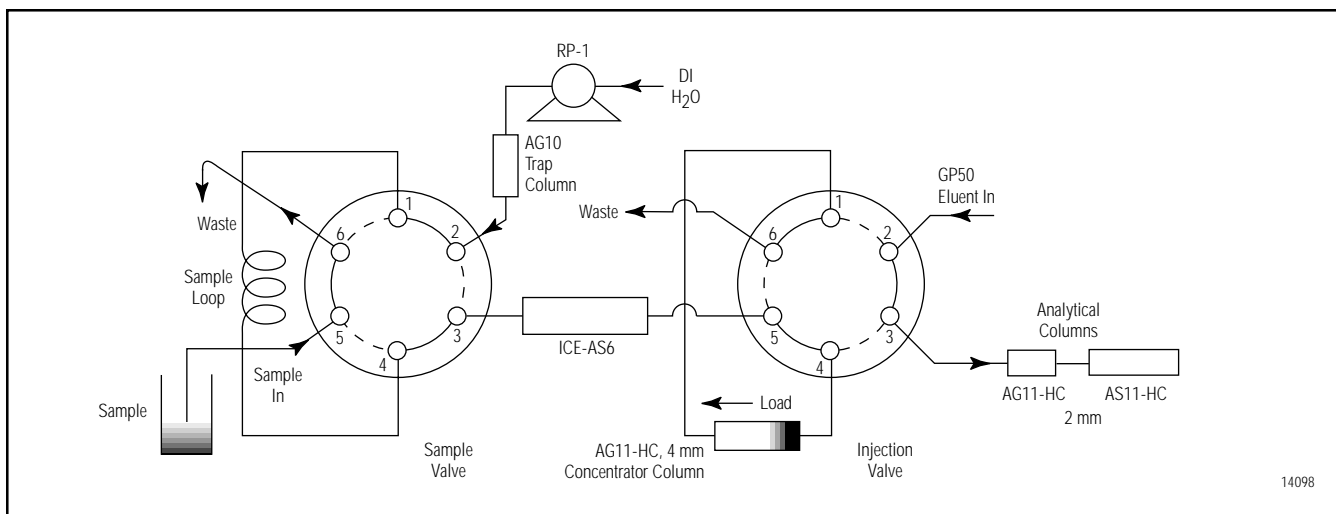 RP-1
DI
H₂O
AG10
Trap
Column
1
2
3
4
5
6
Waste
Sample
Loop
Sample
In
Sample
Sample
Valve
ICE-AS6
Waste
1
2
3
4
5
6
GP50
Eluent In
Load
AG11-HC, 4 mm
Concentrator Column
Injection
Valve
Analytical
Columns
AG11-HC
AS11-HC
2 mm
14098